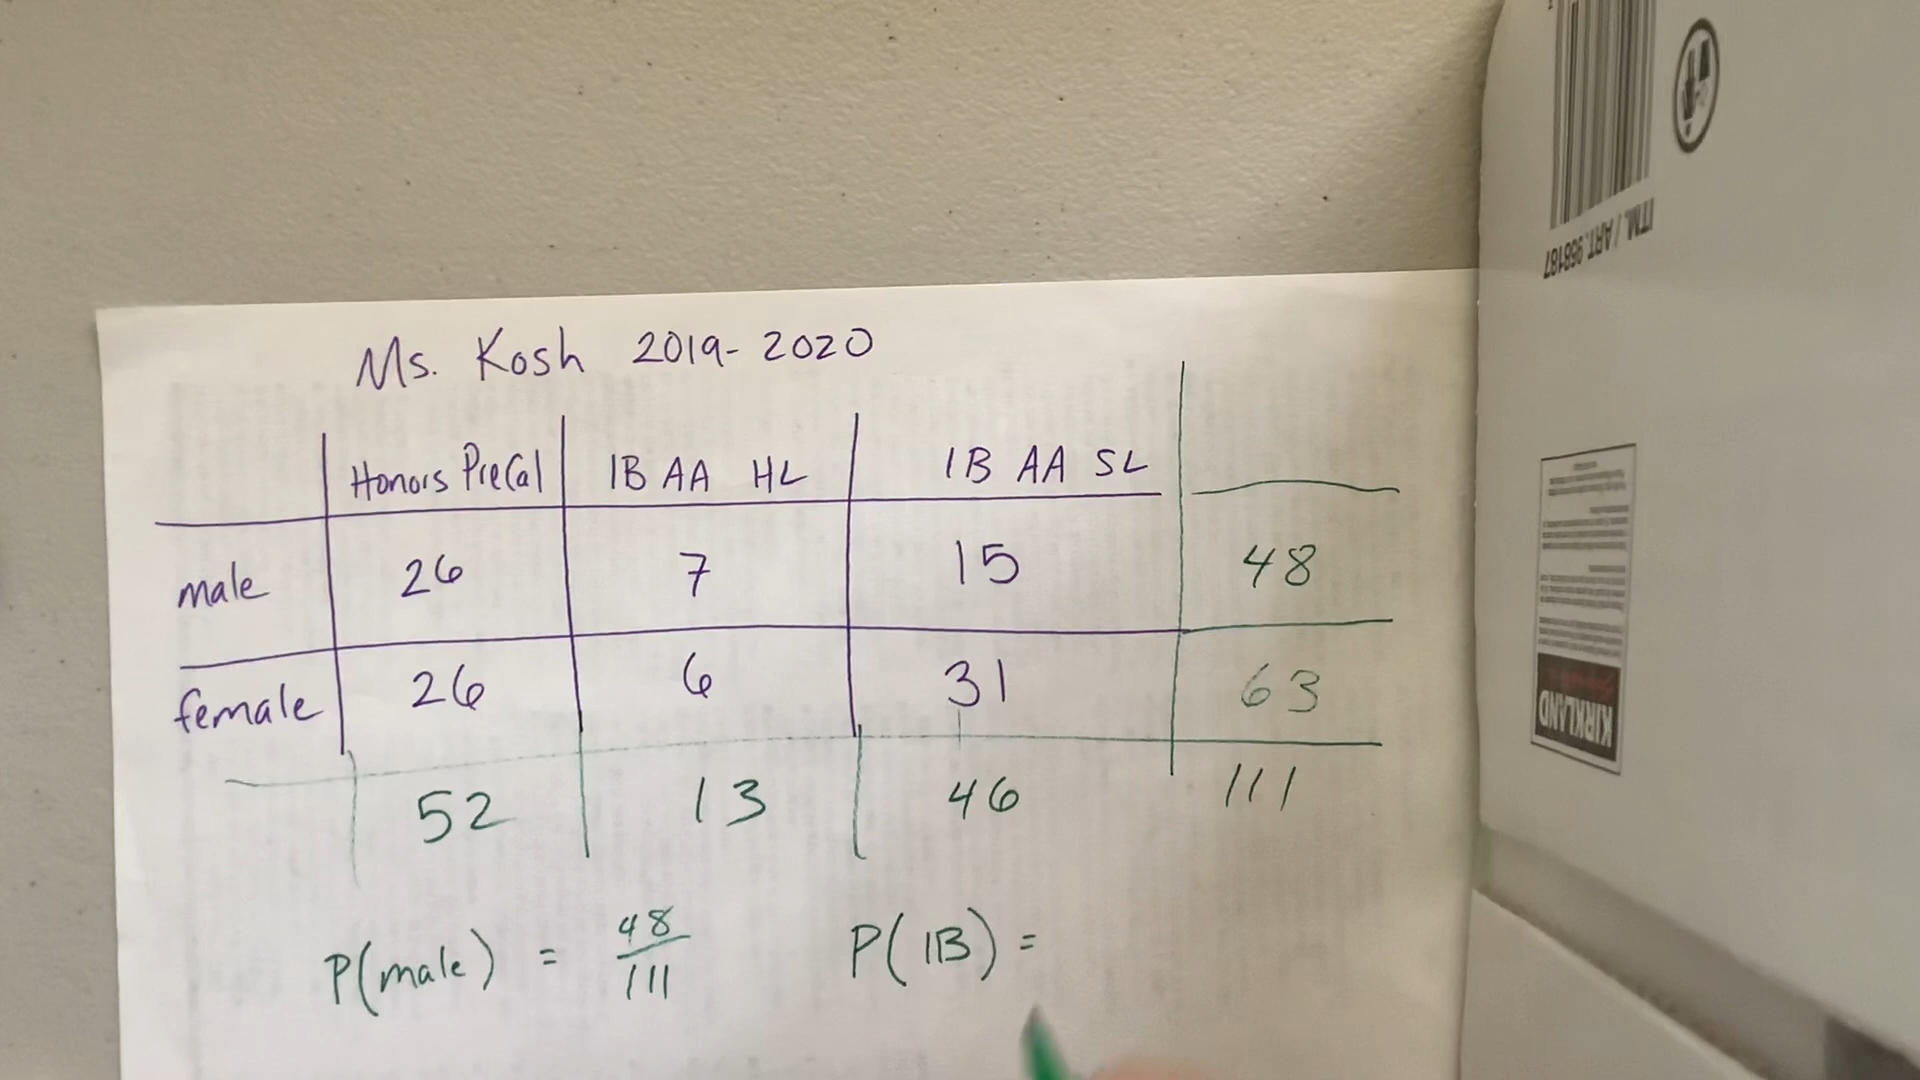 Ms. Kosh 2019-2020
Honors PreCal IB AA HL IB AA SL
male 26 7 15 48
female 26 6 31 63
52 13 46 111
P(male) = 48/111 P(IB) =
ITM. / ART. 968187
KIRKLAND